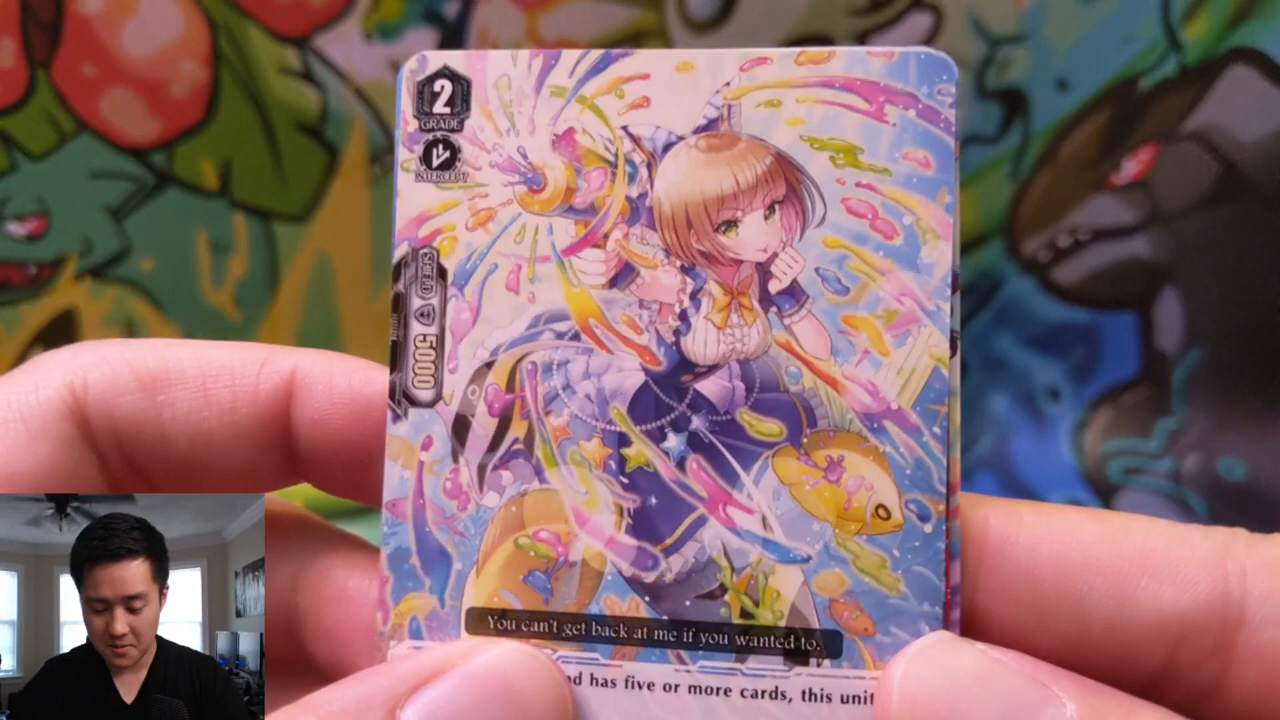 2
GRADE
INTERCEPT
SHIELD
5000
You can't get back at me if you wanted to.
d has five or more cards, this unit